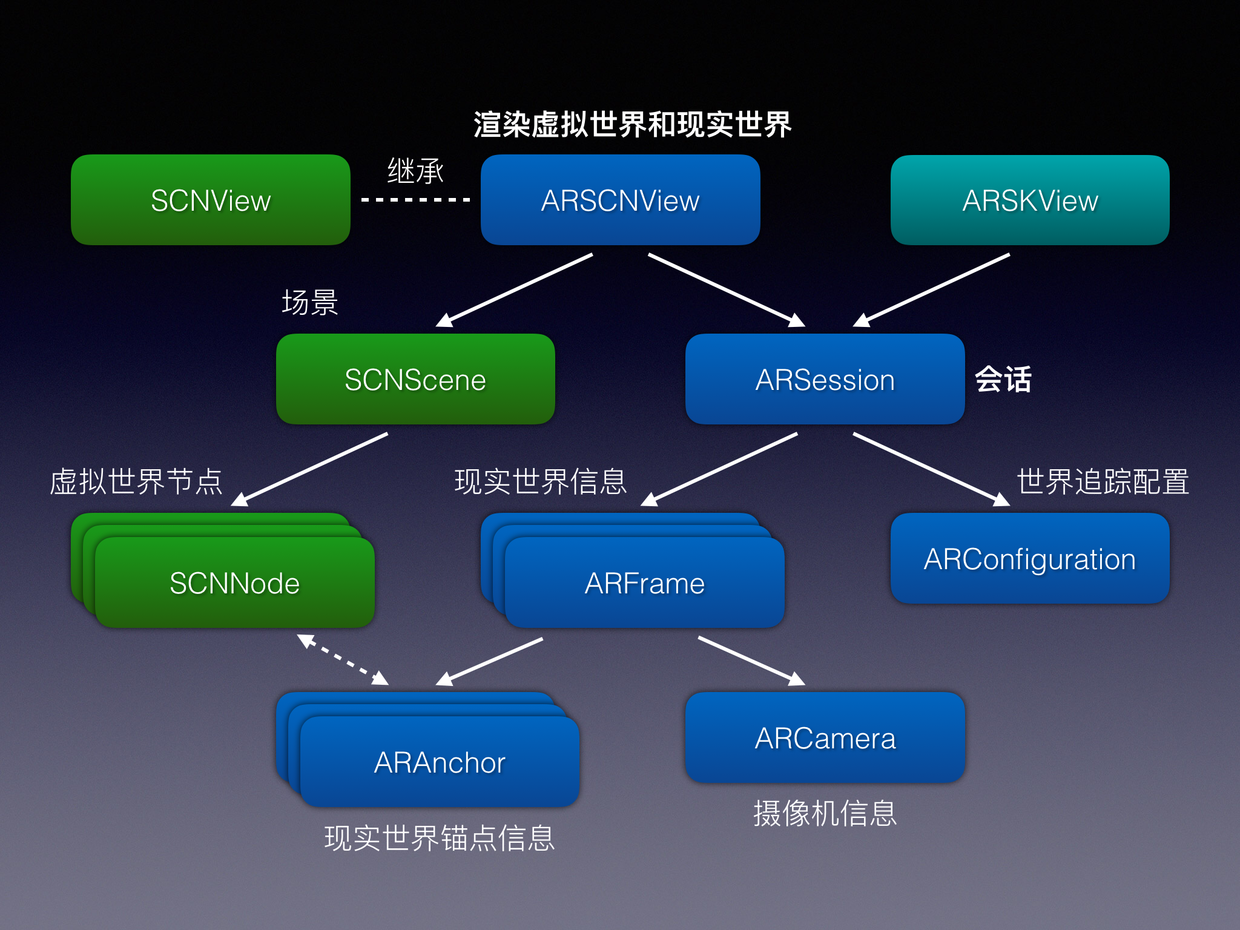 渲染虚拟世界和现实世界
SCNView
继承
ARSCNView
ARSKView
场景
SCNScene
ARSession
会话
虚拟世界节点
现实世界信息
世界追踪配置
SCNNode
ARFrame
ARConfiguration
ARAnchor
ARCamera
现实世界锚点信息
摄像机信息